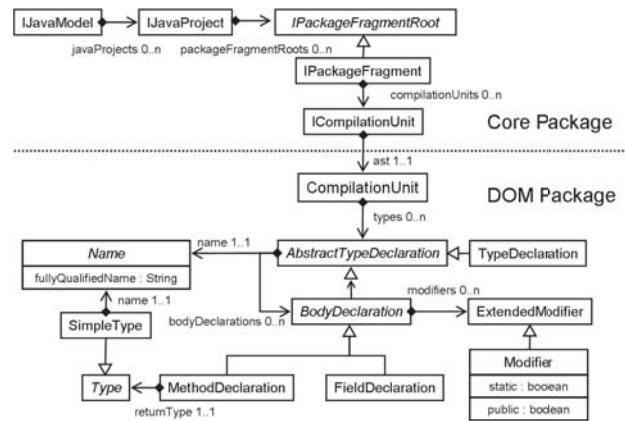 IJavaModel
IJavaProject
IPackageFragmentRoot
javaProjects 0..n
packageFragmentRoots 0..n
IPackageFragment
compilationUnits 0..n
ICompilationUnit
Core Package
ast 1..1
CompilationUnit
DOM Package
types 0..n
Name
name 1..1
AbstractTypeDeclaration
TypeDeclaration
fullyQualifiedName : String
name 1..1
modifiers 0..n
SimpleType
bodyDeclarations 0..n
BodyDeclaration
ExtendedModifier
Type
MethodDeclaration
FieldDeclaration
Modifier
static : boolean
public : boolean
returnType 1..1